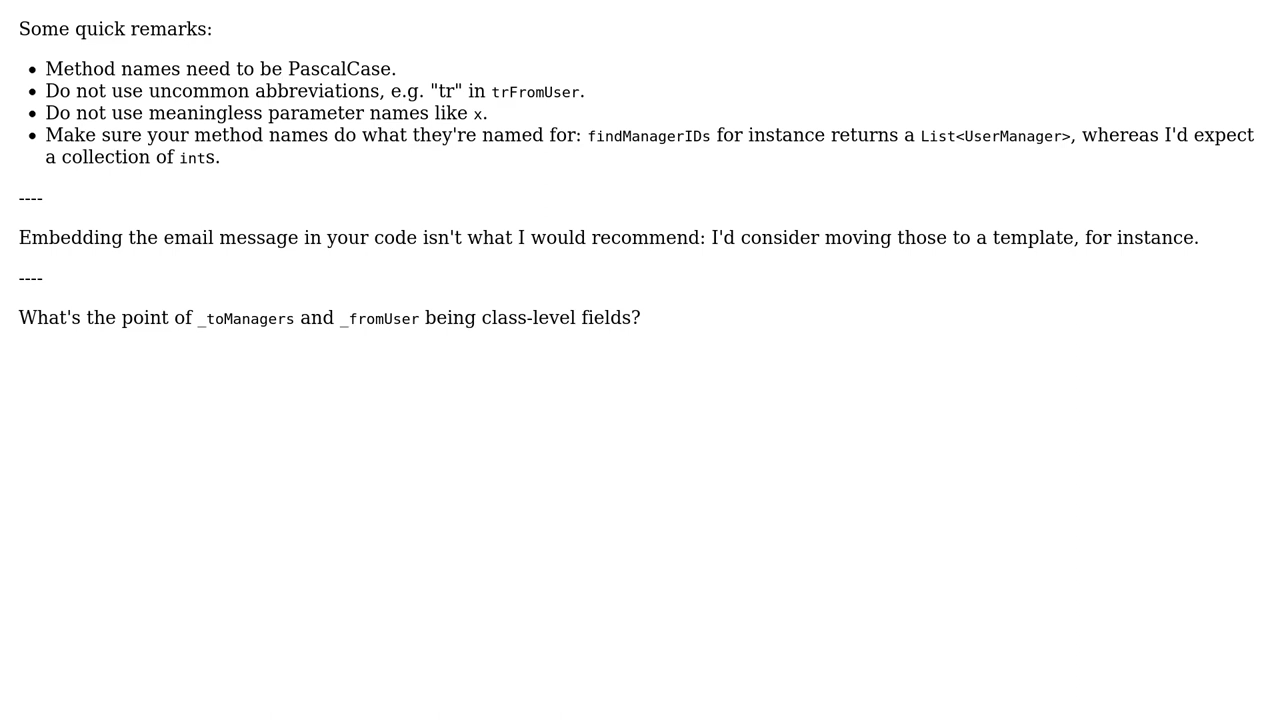 Some quick remarks:
• Method names need to be PascalCase.
• Do not use uncommon abbreviations, e.g. "tr" in trFromUser.
• Do not use meaningless parameter names like x.
• Make sure your method names do what they're named for: findManagerIDs for instance returns a List<UserManager>, whereas I'd expect
a collection of ints.
----
Embedding the email message in your code isn't what I would recommend: I'd consider moving those to a template, for instance.
----
What's the point of _toManagers and _fromUser being class-level fields?